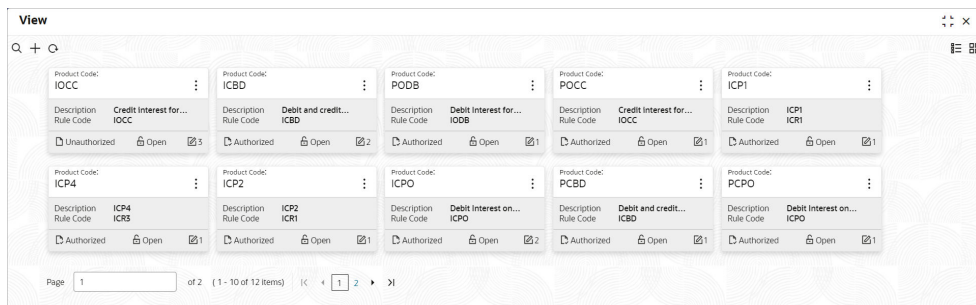 View
Product Code:
IOCC
Description Credit Interest for...
Rule Code IOCC
Unauthorized Open 3
Product Code:
ICBD
Description Debit and credit...
Rule Code ICBD
Authorized Open 2
Product Code:
PODB
Description Debit Interest for...
Rule Code IODB
Authorized Open 1
Product Code:
POCC
Description Credit Interest for...
Rule Code IOCC
Authorized Open 1
Product Code:
ICP1
Description ICP1
Rule Code ICR1
Authorized Open 1
Product Code:
ICP4
Description ICP4
Rule Code ICR3
Authorized Open 1
Product Code:
ICP2
Description ICP2
Rule Code ICR1
Authorized Open 1
Product Code:
ICPO
Description Debit Interest on...
Rule Code ICPO
Authorized Open 2
Product Code:
PCBD
Description Debit and credit...
Rule Code ICBD
Authorized Open 1
Product Code:
PCPO
Description Debit Interest on...
Rule Code ICPO
Authorized Open 1
Page 1 of 2 (1 - 10 of 12 items) 1 2